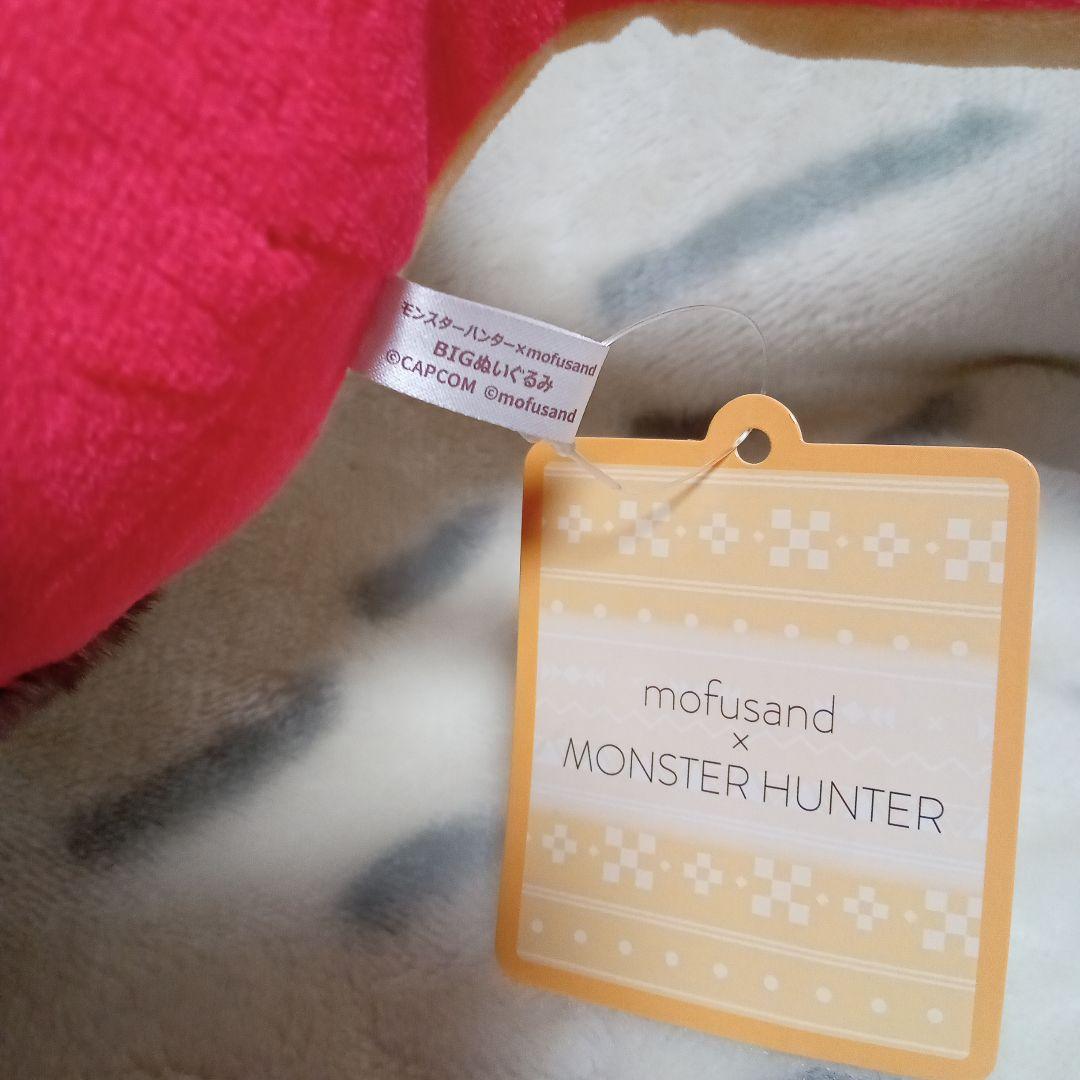 モンスターハンター×mofusand
BIGぬいぐるみ
©CAPCOM ©mofusand
mofusand
×
MONSTER HUNTER